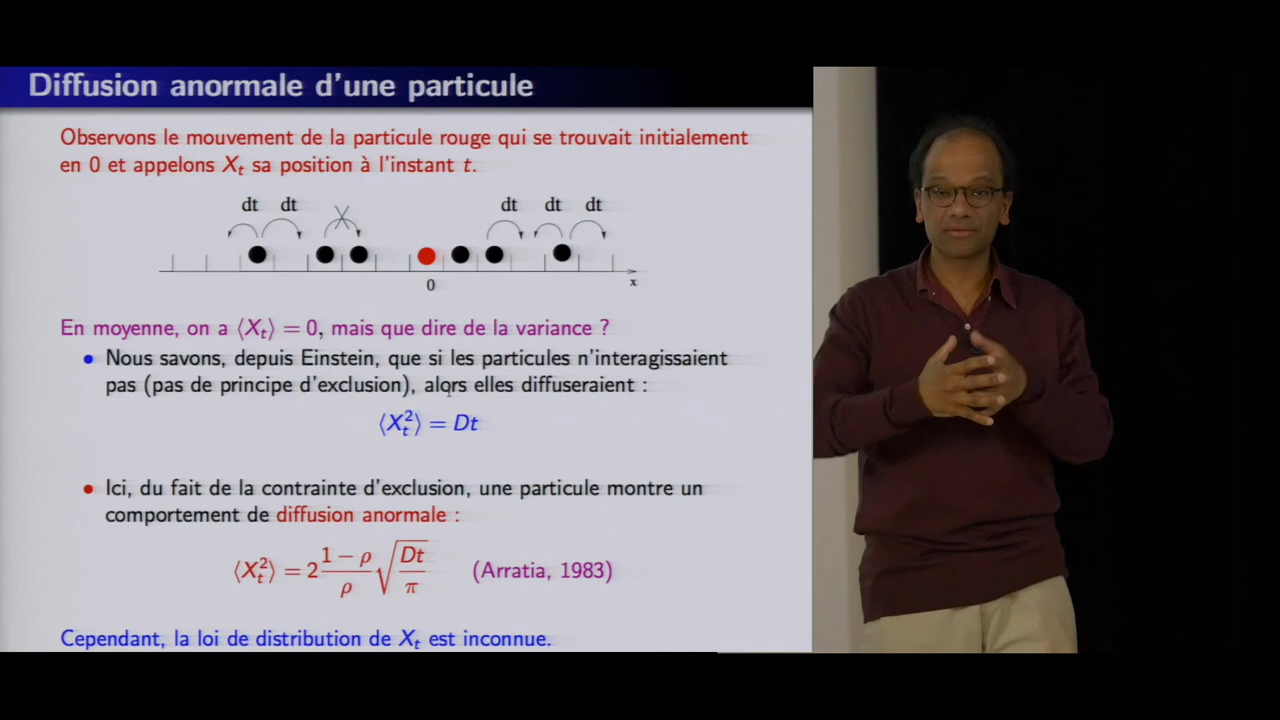 Diffusion anormale d'une particule
Observons le mouvement de la particule rouge qui se trouvait initialement
en 0 et appelons X_t sa position à l'instant t.
dt dt dt dt dt
0
x
En moyenne, on a ⟨X_t⟩ = 0, mais que dire de la variance ?
• Nous savons, depuis Einstein, que si les particules n'interagissaient
pas (pas de principe d'exclusion), alors elles diffuseraient :
⟨X_t^2⟩ = Dt
• Ici, du fait de la contrainte d'exclusion, une particule montre un
comportement de diffusion anormale :
⟨X_t^2⟩ = 2 \frac{1 − ρ}{ρ} \sqrt{\frac{Dt}{π}} (Arratia, 1983)
Cependant, la loi de distribution de X_t est inconnue.